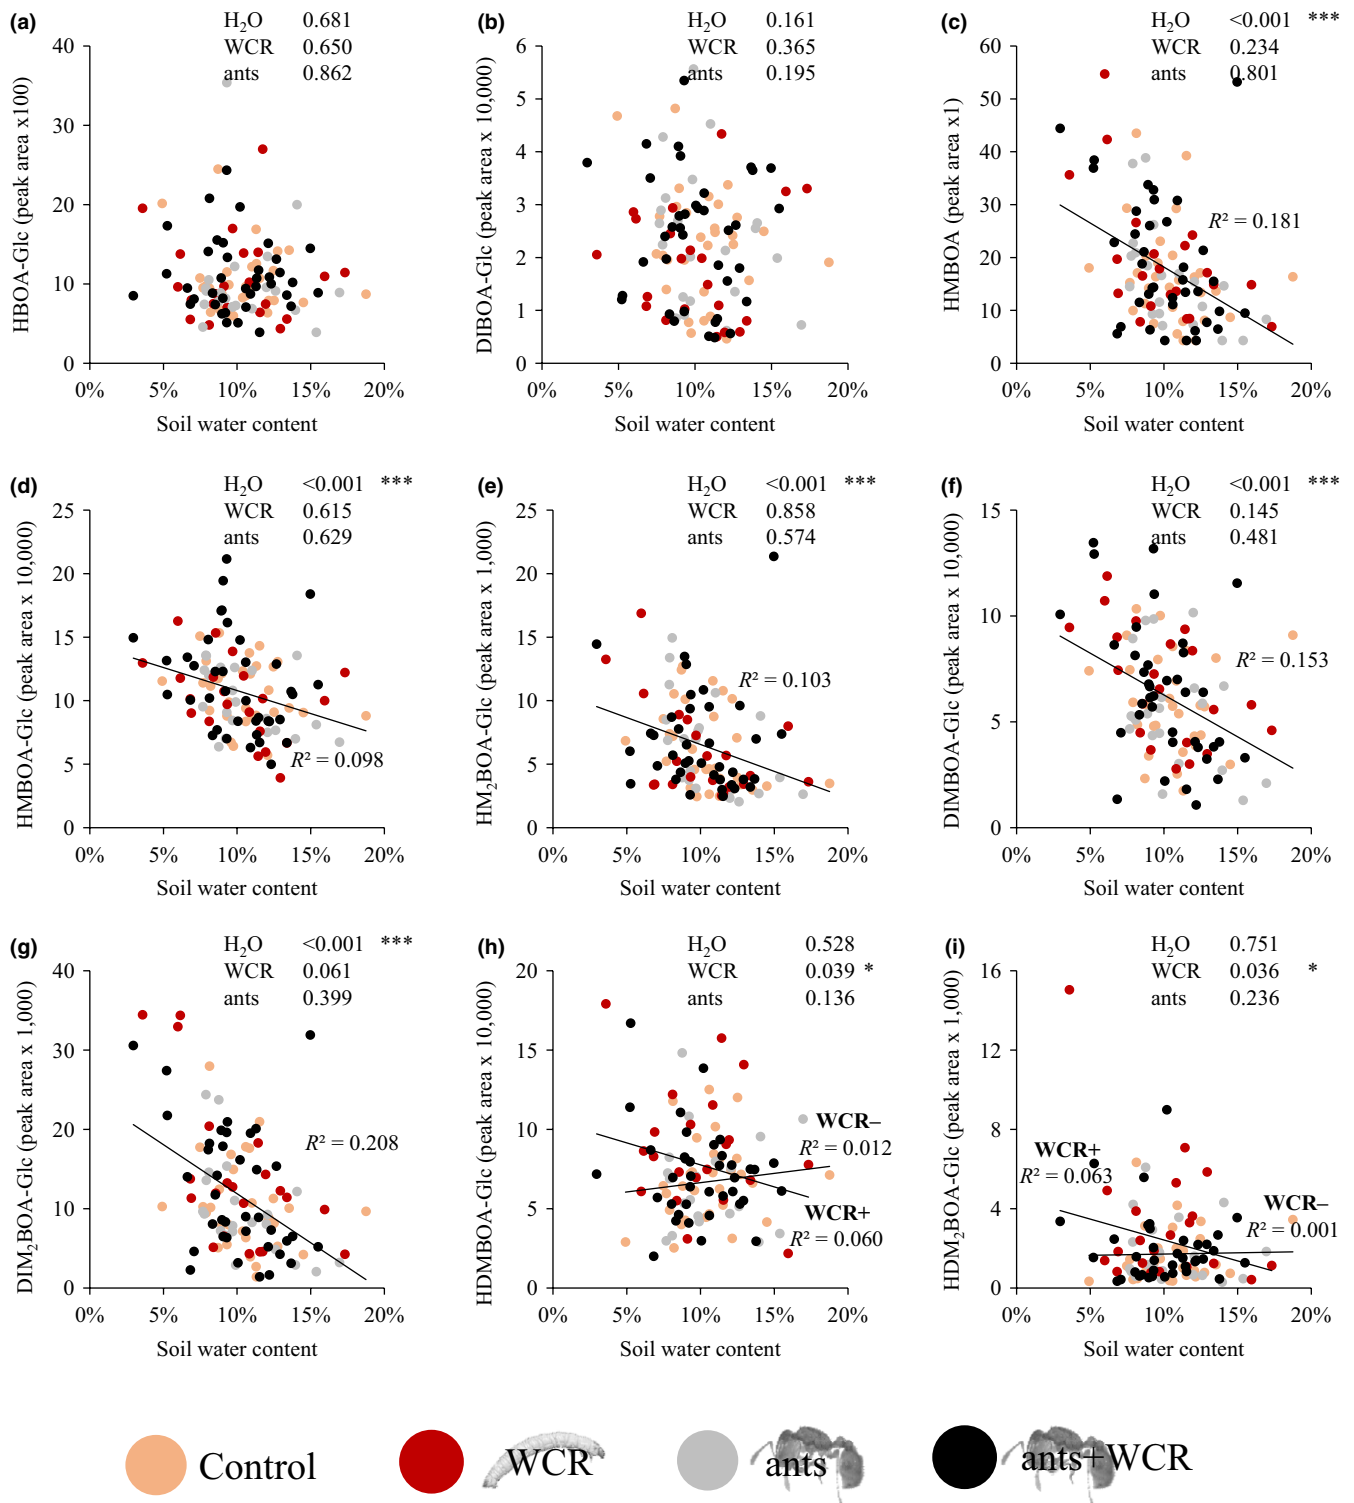 (a)
H₂O 0.681
WCR 0.650
ants 0.862
HBOA-Glc (peak area x100)
40
30
20
10
0
0% 5% 10% 15% 20%
Soil water content
(b)
H₂O 0.161
WCR 0.365
ants 0.195
DIBOA-Glc (peak area x 10,000)
6
5
4
3
2
1
0
0% 5% 10% 15% 20%
Soil water content
(c)
H₂O <0.001 ***
WCR 0.234
ants 0.801
HMBOA (peak area x1)
60
50
40
30
20
10
0
R² = 0.181
0% 5% 10% 15% 20%
Soil water content
(d)
H₂O <0.001 ***
WCR 0.615
ants 0.629
HMBOA-Glc (peak area x 10,000)
25
20
15
10
5
0
R² = 0.098
0% 5% 10% 15% 20%
Soil water content
(e)
H₂O <0.001 ***
WCR 0.858
ants 0.574
HM₂BOA-Glc (peak area x 1,000)
25
20
15
10
5
0
R² = 0.103
0% 5% 10% 15% 20%
Soil water content
(f)
H₂O <0.001 ***
WCR 0.145
ants 0.481
DIMBOA-Glc (peak area x 10,000)
15
10
5
0
R² = 0.153
0% 5% 10% 15% 20%
Soil water content
(g)
H₂O <0.001 ***
WCR 0.061
ants 0.399
DIM₂BOA-Glc (peak area x 1,000)
40
30
20
10
0
R² = 0.208
0% 5% 10% 15% 20%
Soil water content
(h)
H₂O 0.528
WCR 0.039 *
ants 0.136
HDMBOA-Glc (peak area x 10,000)
20
15
10
5
0
WCR–
R² = 0.012
WCR+
R² = 0.060
0% 5% 10% 15% 20%
Soil water content
(i)
H₂O 0.751
WCR 0.036 *
ants 0.236
HDM₂BOA-Glc (peak area x 1,000)
16
12
8
4
0
WCR+
R² = 0.063
WCR–
R² = 0.001
0% 5% 10% 15% 20%
Soil water content
Control WCR ants ants+WCR